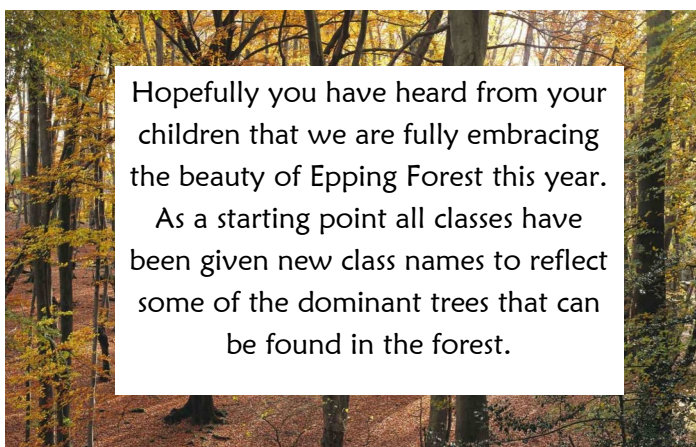 Hopefully you have heard from your
children that we are fully embracing
the beauty of Epping Forest this year.
As a starting point all classes have
been given new class names to reflect
some of the dominant trees that can
be found in the forest.